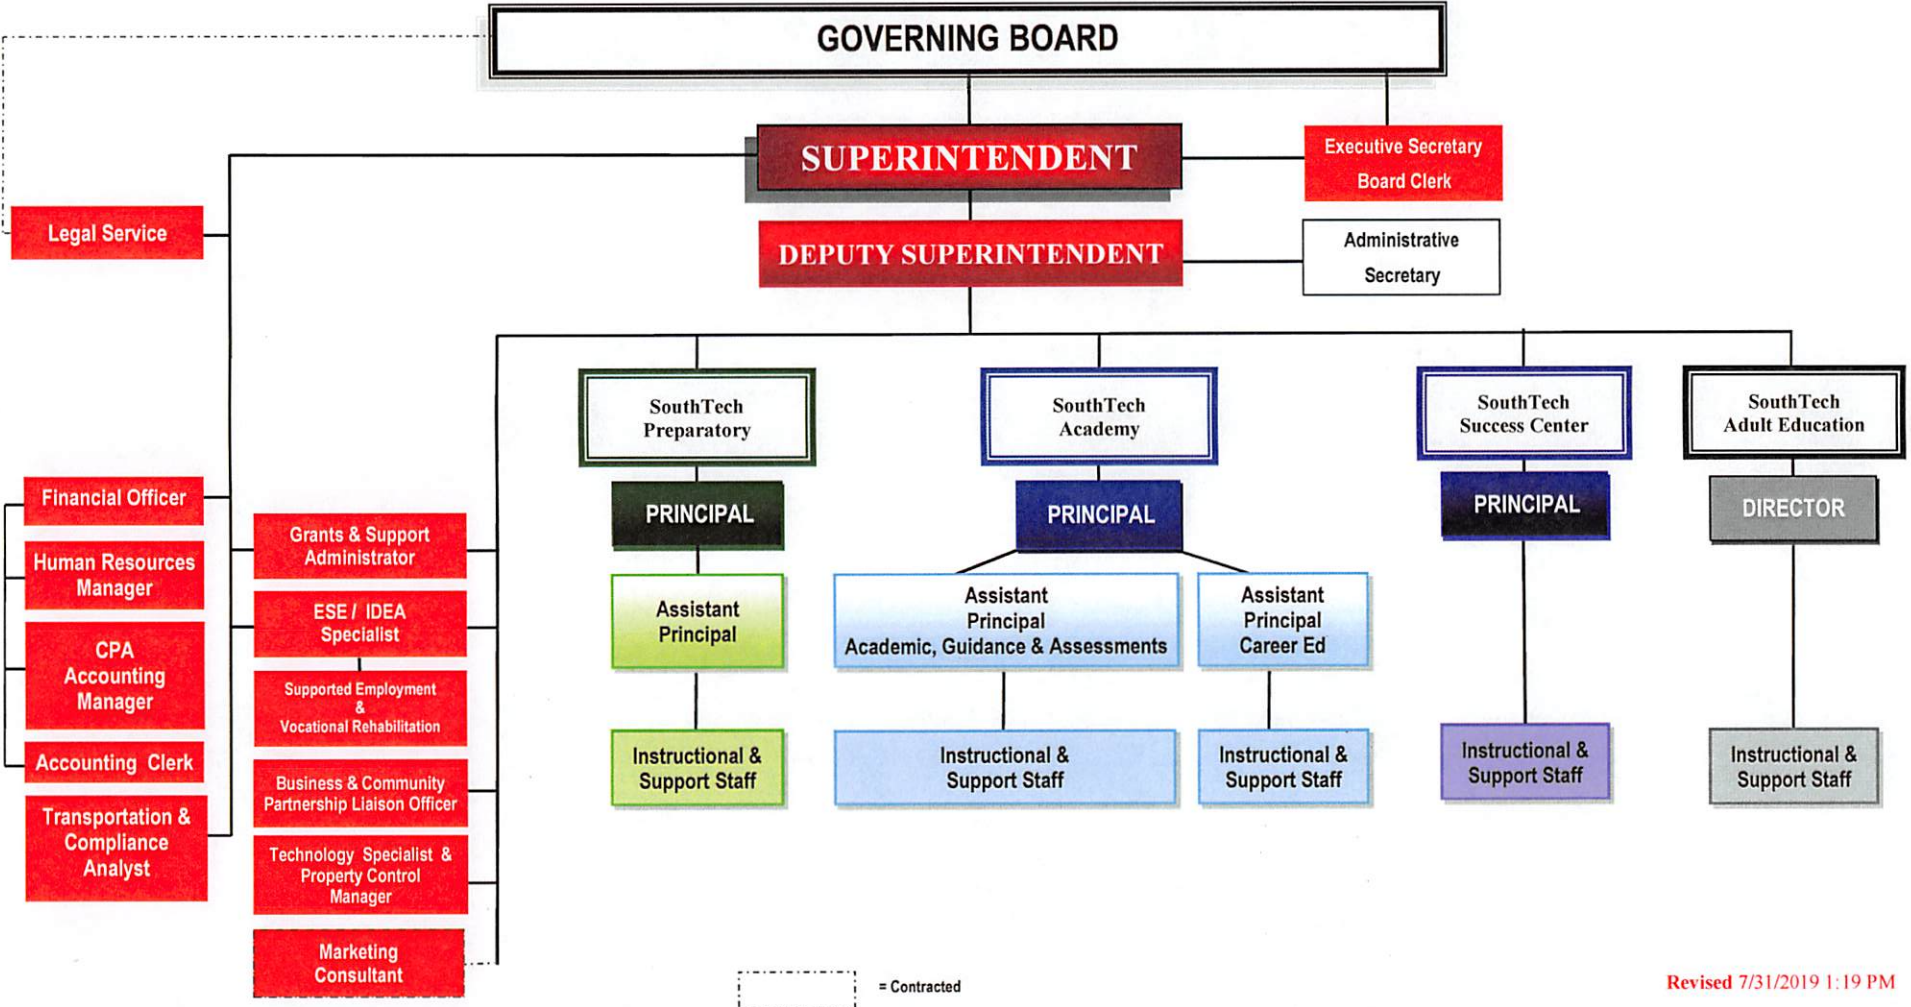 GOVERNING BOARD
SUPERINTENDENT
Executive Secretary
Board Clerk
Legal Service
DEPUTY SUPERINTENDENT
Administrative
Secretary
SouthTech
Preparatory
SouthTech
Academy
SouthTech
Success Center
SouthTech
Adult Education
PRINCIPAL
PRINCIPAL
PRINCIPAL
DIRECTOR
Financial Officer
Human Resources
Manager
CPA
Accounting
Manager
Accounting Clerk
Transportation &
Compliance
Analyst
Grants & Support
Administrator
ESE / IDEA
Specialist
Supported Employment
&
Vocational Rehabilitation
Business & Community
Partnership Liaison Officer
Technology Specialist &
Property Control
Manager
Marketing
Consultant
Assistant
Principal
Assistant
Principal
Academic, Guidance & Assessments
Assistant
Principal
Career Ed
Instructional &
Support Staff
Instructional &
Support Staff
Instructional &
Support Staff
Instructional &
Support Staff
Instructional &
Support Staff
= Contracted
Revised 7/31/2019 1:19 PM